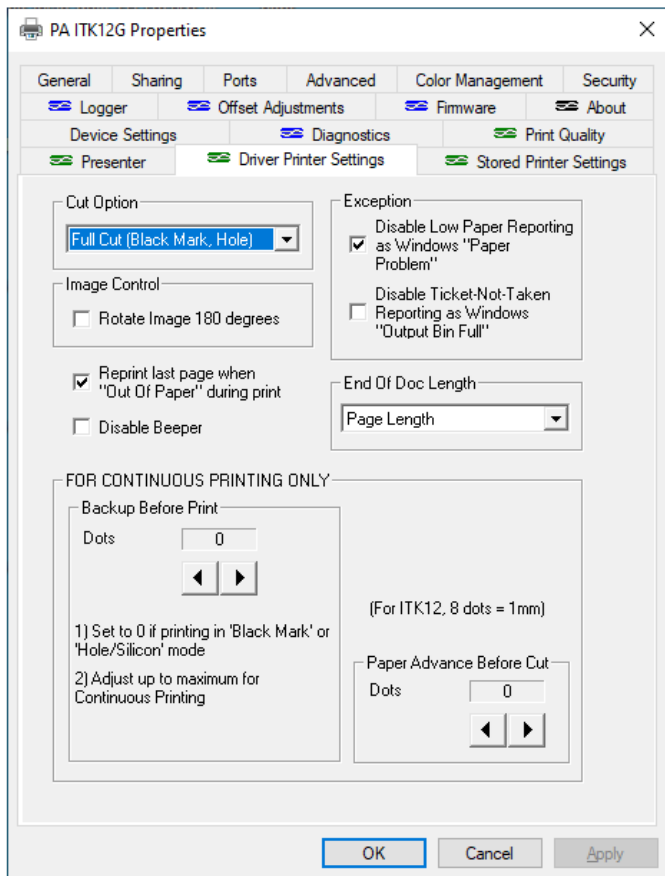 PA ITK12G Properties
General Sharing Ports Advanced Color Management Security
Logger Offset Adjustments Firmware About
Device Settings Diagnostics Print Quality
Presenter Driver Printer Settings Stored Printer Settings
Cut Option
Full Cut (Black Mark, Hole)
Image Control
Rotate Image 180 degrees
Reprint last page when
"Out Of Paper" during print
Disable Beeper
Exception
Disable Low Paper Reporting
as Windows "Paper
Problem"
Disable Ticket-Not-Taken
Reporting as Windows
"Output Bin Full"
End Of Doc Length
Page Length
FOR CONTINUOUS PRINTING ONLY
Backup Before Print
Dots 0
1) Set to 0 if printing in 'Black Mark' or
'Hole/Silicon' mode
2) Adjust up to maximum for
Continuous Printing
(For ITK12, 8 dots = 1mm)
Paper Advance Before Cut
Dots 0
OK Cancel Apply